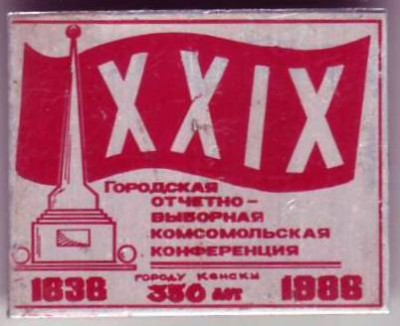 XXIX
ГОРОДСКАЯ
ОТЧЕТНО-
ВЫБОРНАЯ
КОМСОМОЛЬСКАЯ
КОНФЕРЕНЦИЯ
1636 ГОРОДУ КАНСКУ 1986
350 ЛЕТ